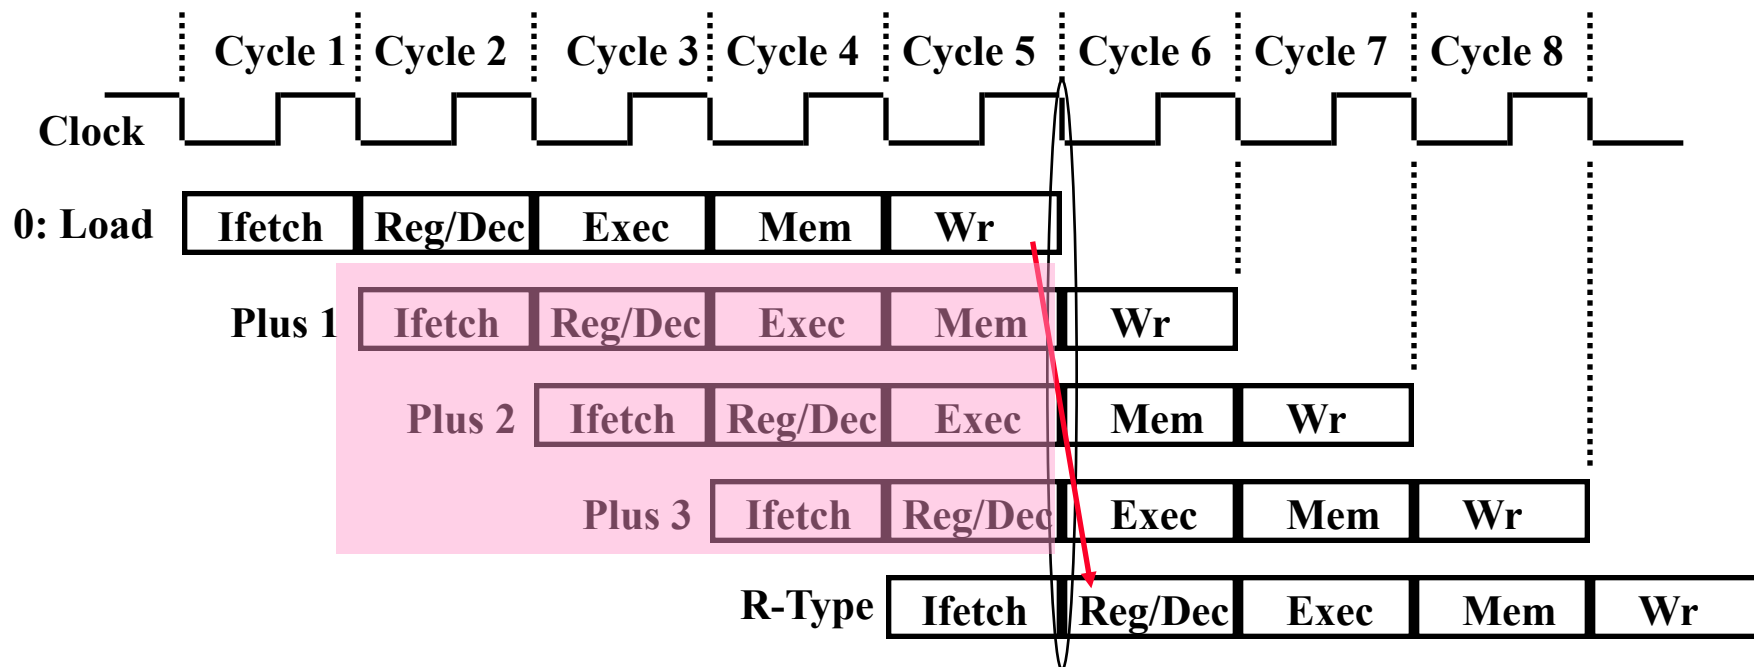 Cycle 1 Cycle 2 Cycle 3 Cycle 4 Cycle 5 Cycle 6 Cycle 7 Cycle 8
Clock
0: Load Ifetch Reg/Dec Exec Mem Wr
Plus 1 Ifetch Reg/Dec Exec Mem Wr
Plus 2 Ifetch Reg/Dec Exec Mem Wr
Plus 3 Ifetch Reg/Dec Exec Mem Wr
R-Type Ifetch Reg/Dec Exec Mem Wr